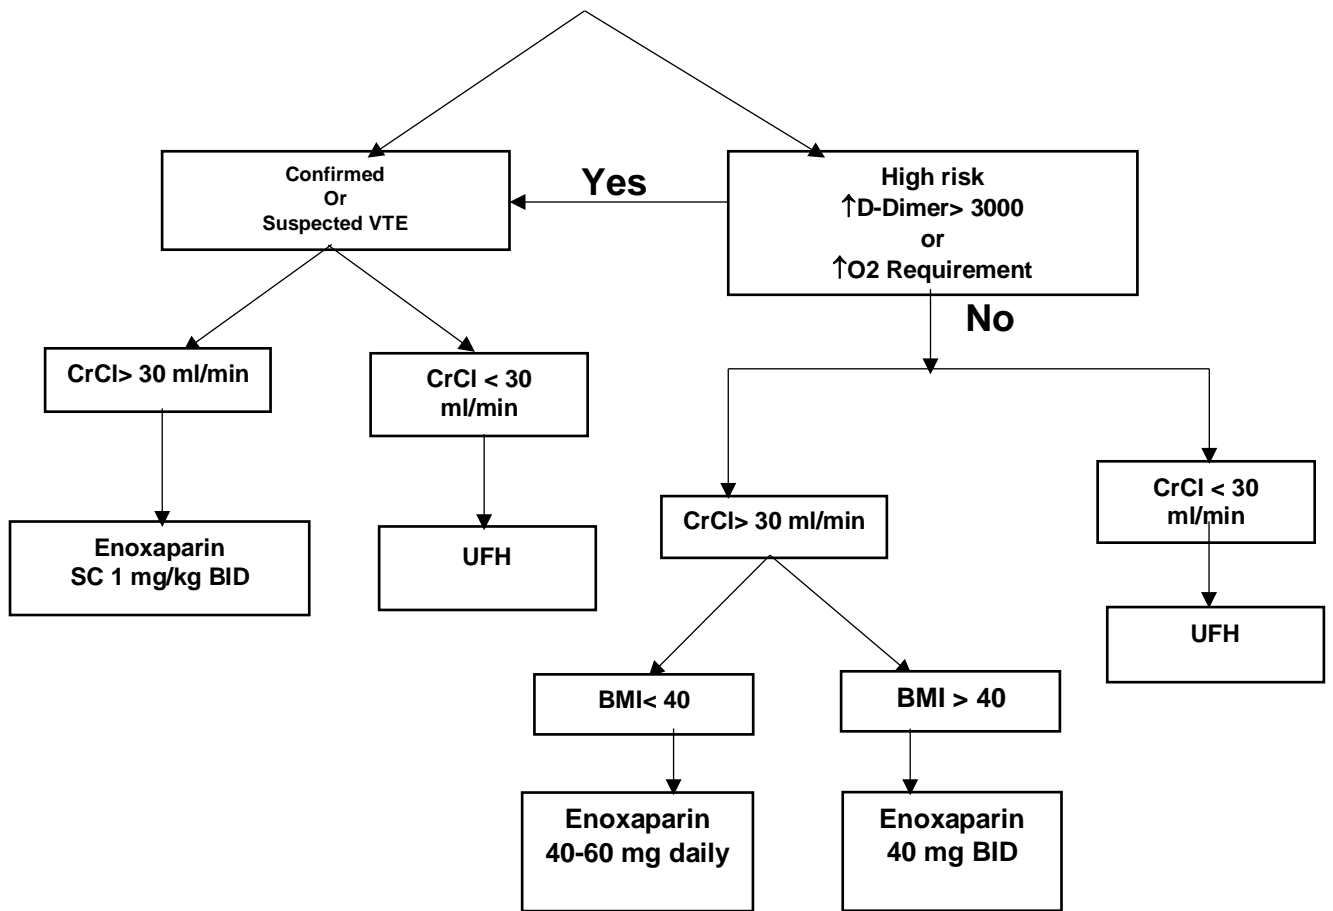 Confirmed
Or
Suspected VTE
Yes
High risk
↑D-Dimer> 3000
or
↑O2 Requirement
No
CrCl> 30 ml/min
CrCl < 30
ml/min
Enoxaparin
SC 1 mg/kg BID
UFH
CrCl> 30 ml/min
CrCl < 30
ml/min
UFH
BMI< 40
BMI > 40
Enoxaparin
40-60 mg daily
Enoxaparin
40 mg BID